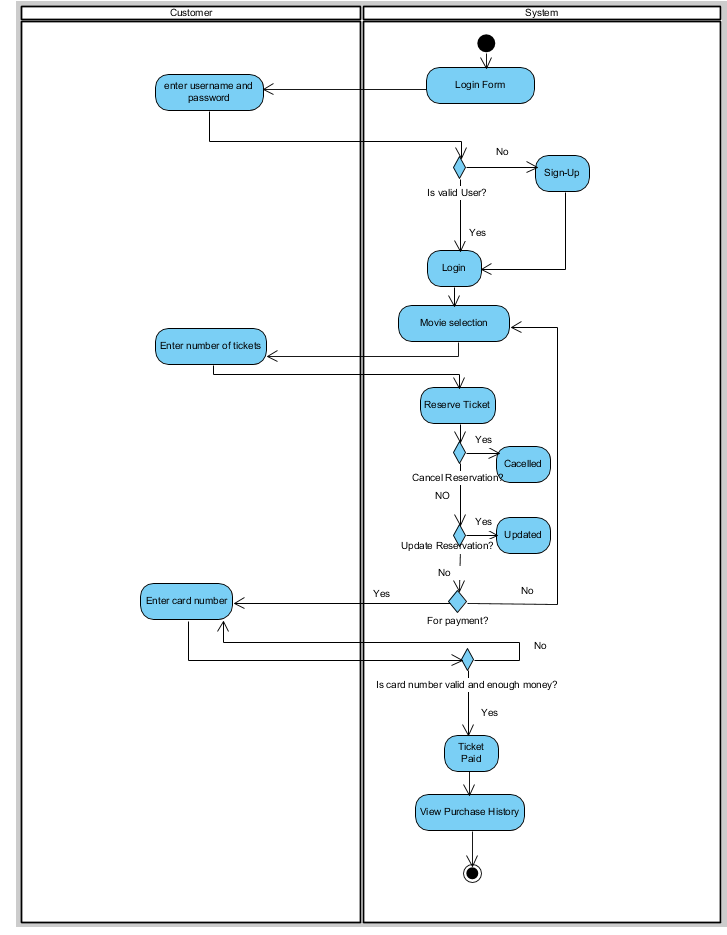 Customer
System
Login Form
enter username and
password
No
Sign-Up
Is valid User?
Yes
Login
Movie selection
Enter number of tickets
Reserve Ticket
Yes
Cacelled
Cancel Reservation?
NO
Yes
Updated
Update Reservation?
No
No
Yes
Enter card number
For payment?
No
Is card number valid and enough money?
Yes
Ticket
Paid
View Purchase History